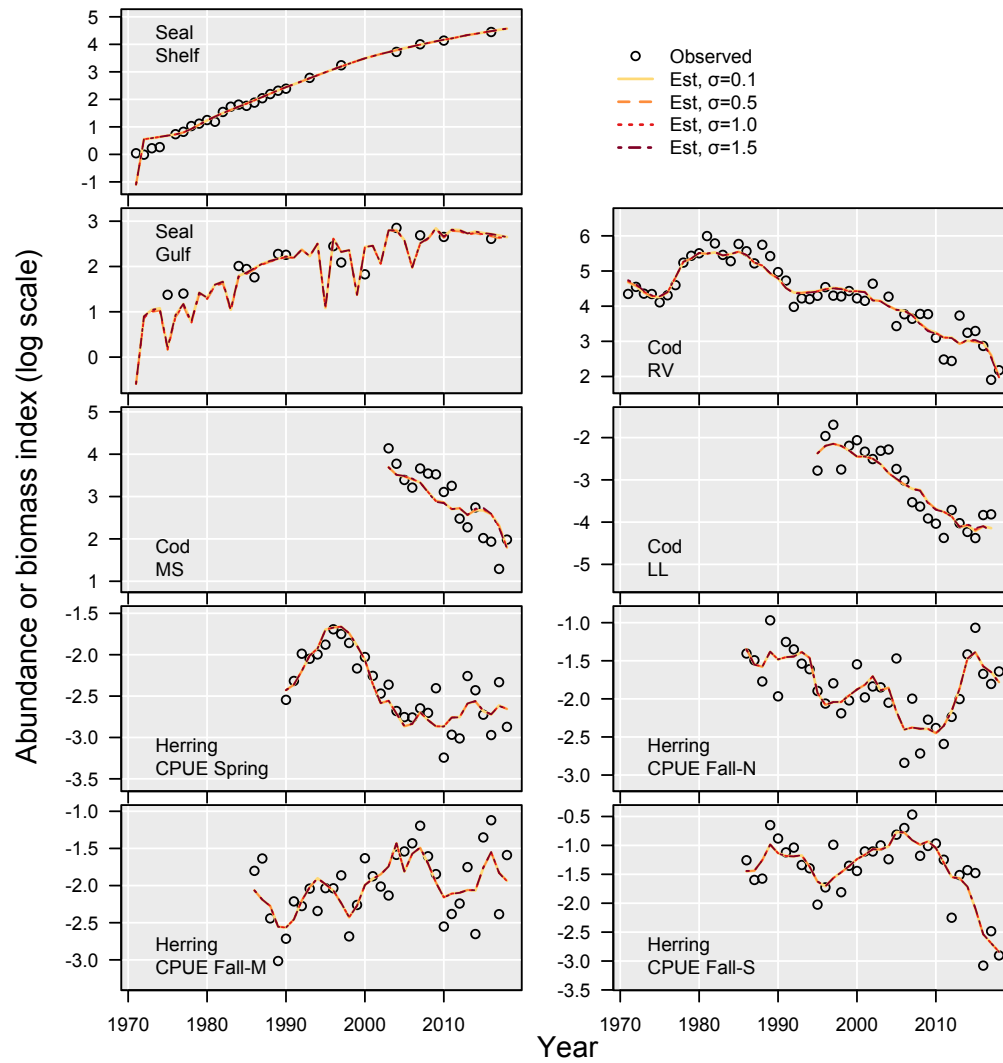 Abundance or biomass index (log scale)
5
4
3
2
1
0
-1
Seal
Shelf
Observed
Est, σ=0.1
Est, σ=0.5
Est, σ=1.0
Est, σ=1.5
3
2
1
0
Seal
Gulf
6
5
4
3
2
Cod
RV
5
4
3
2
1
Cod
MS
-2
-3
-4
-5
Cod
LL
-1.5
-2.0
-2.5
-3.0
-3.5
Herring
CPUE Spring
-1.0
-1.5
-2.0
-2.5
-3.0
Herring
CPUE Fall-N
-1.0
-1.5
-2.0
-2.5
-3.0
Herring
CPUE Fall-M
-0.5
-1.0
-1.5
-2.0
-2.5
-3.0
-3.5
Herring
CPUE Fall-S
1970 1980 1990 2000 2010
1970 1980 1990 2000 2010
Year